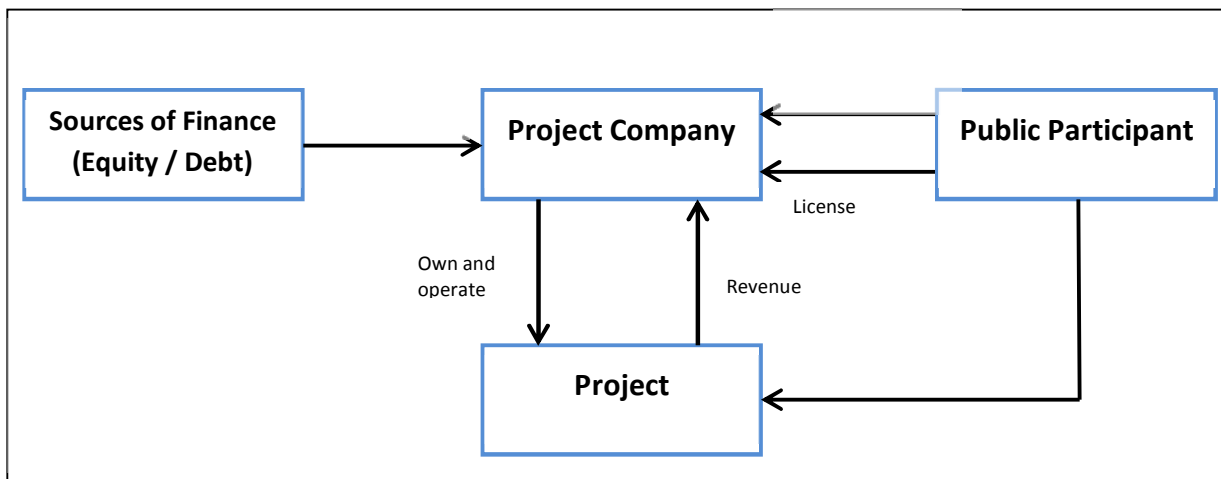 Sources of Finance
(Equity / Debt)
Project Company
Public Participant
License
Own and
operate
Revenue
Project